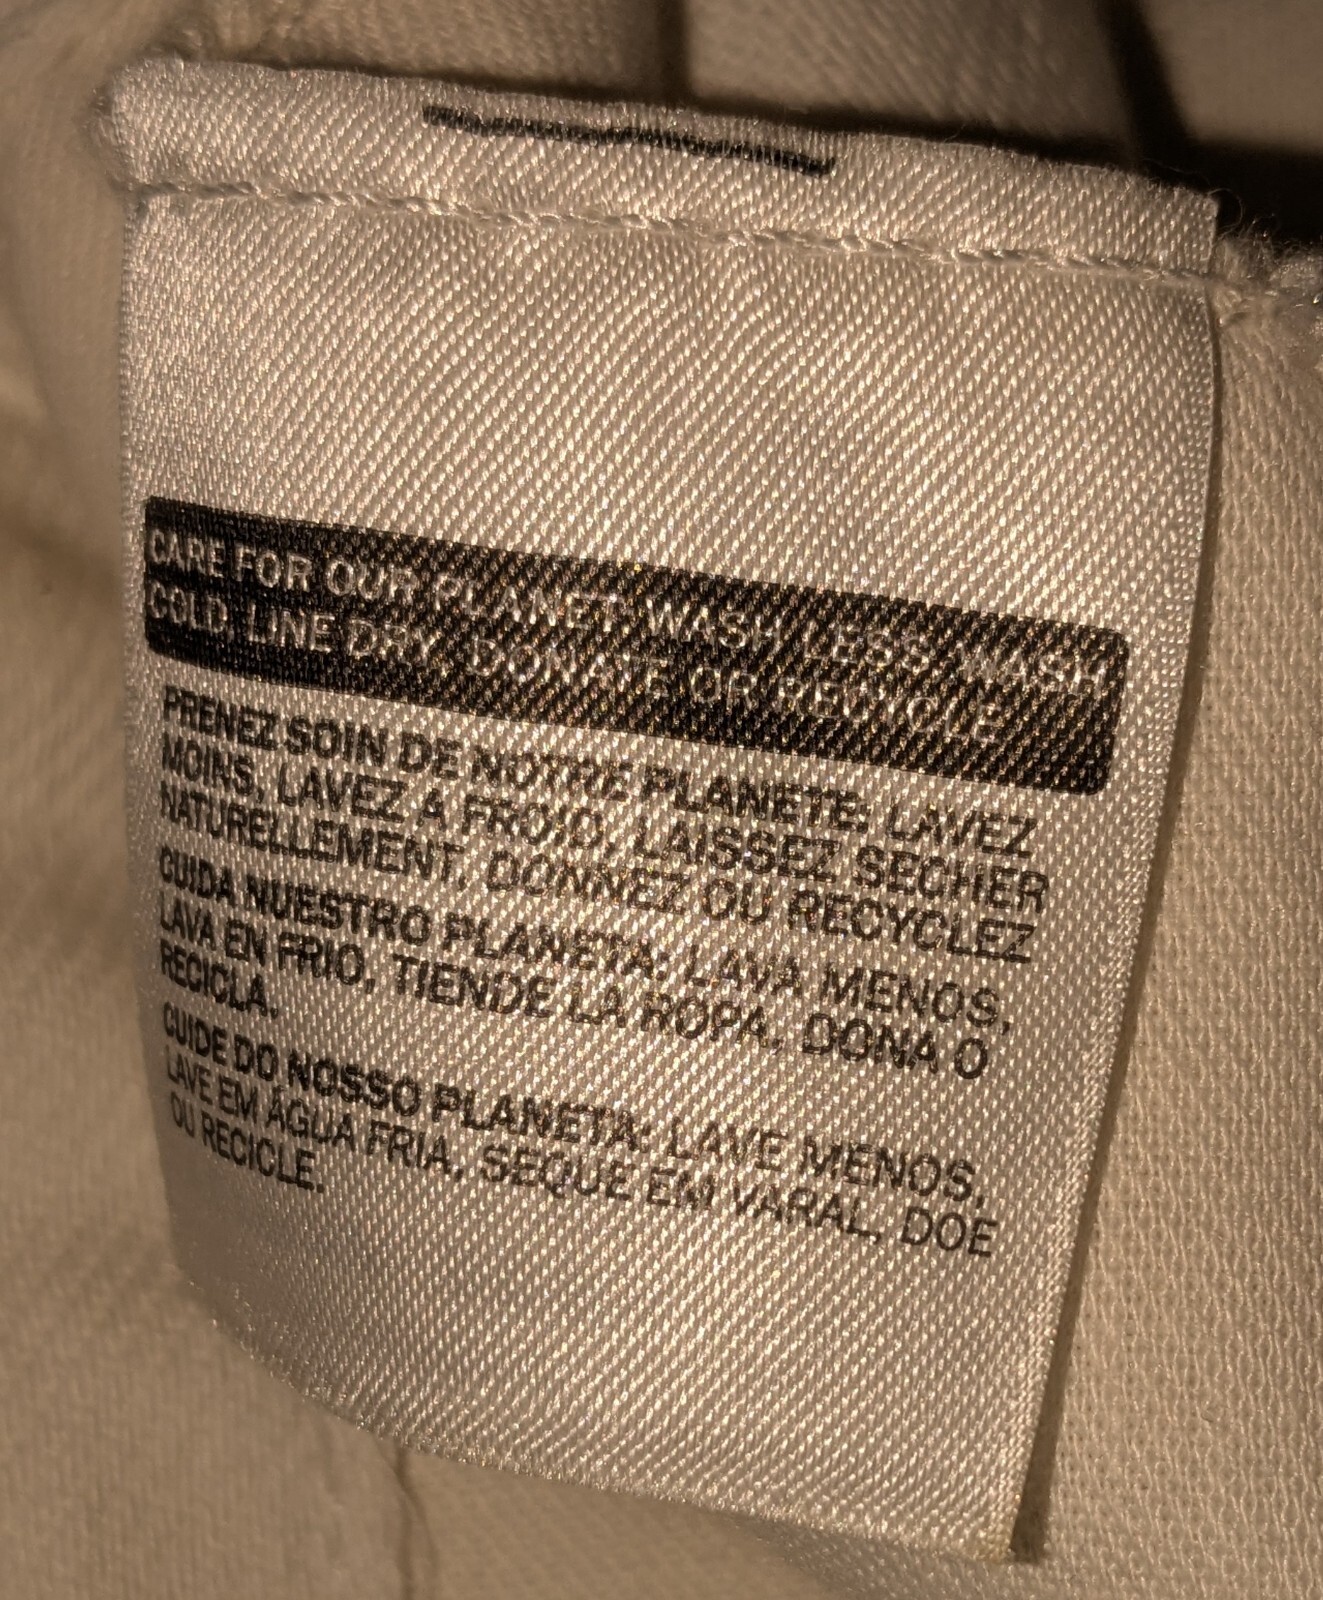 CARE FOR OUR PLANET: WASH LESS, WASH
COLD, LINE DRY, DONATE OR RECYCLE
PRENEZ SOIN DE NOTRE PLANETE: LAVEZ
MOINS, LAVEZ A FROID, LAISSEZ SECHER
NATURELLEMENT, DONNEZ OU RECYCLEZ
CUIDA NUESTRO PLANETA: LAVA MENOS,
LAVA EN FRIO, TIENDE LA ROPA, DONA O
RECICLA.
CUIDE DO NOSSO PLANETA: LAVE MENOS,
LAVE EM ÁGUA FRIA, SEQUE EM VARAL, DOE
OU RECICLE.